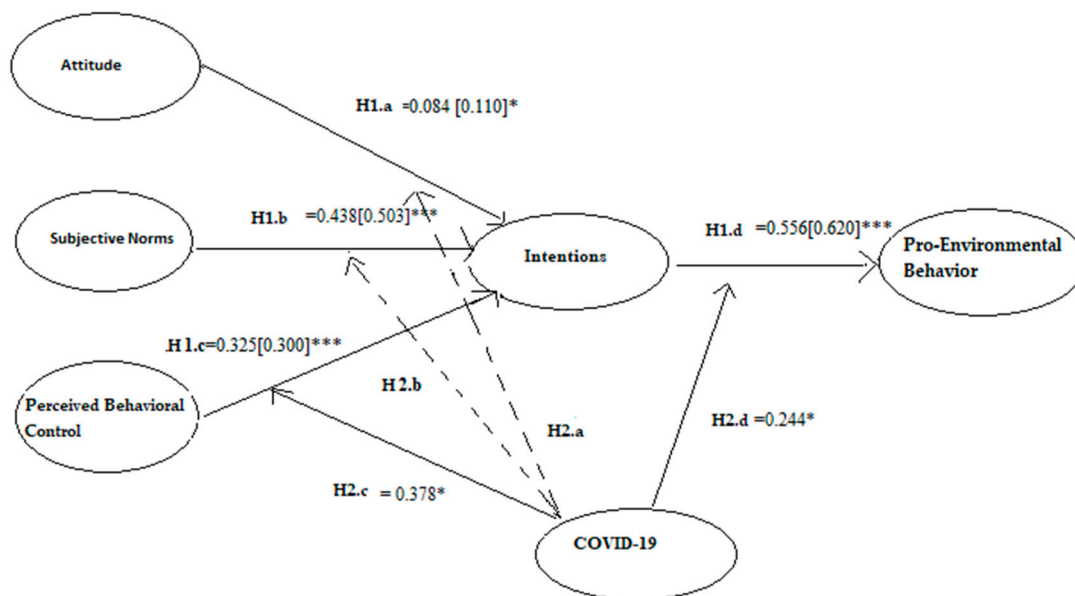 Attitude
H1.a =0.084 [0.110]*
H1.b =0.438[0.503]***
Subjective Norms
Intentions
H1.d =0.556[0.620]***
Pro-Environmental
Behavior
.H1.c=0.325[0.300]***
H2.b
Perceived Behavioral
Control
H2.a
H2.d =0.244*
H2.c = 0.378*
COVID-19